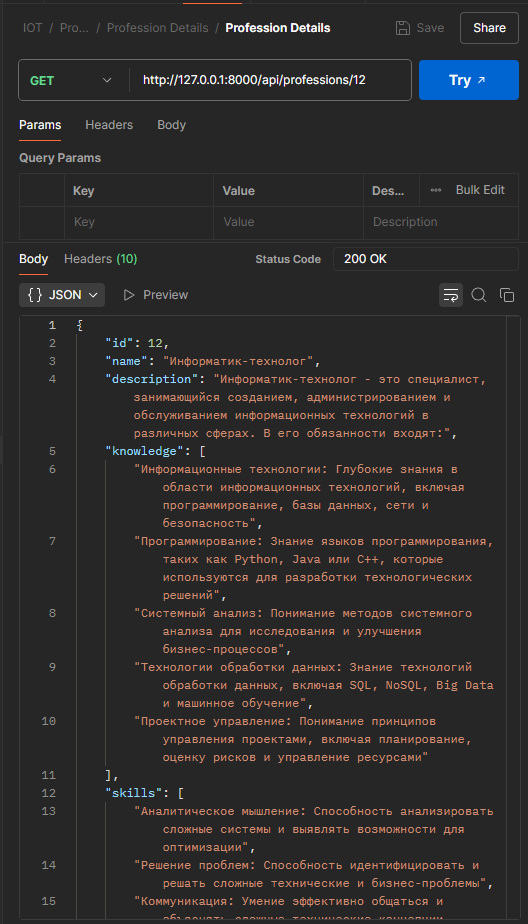 IOT / Pro... / Profession Details / Profession Details Save Share
GET http://127.0.0.1:8000/api/professions/12 Try
Params Headers Body
Query Params
Key Value Des... Bulk Edit
Key Value Description
Body Headers (10) Status Code 200 OK
{} JSON Preview
1 {
2 "id": 12,
3 "name": "Информатик-технолог",
4 "description": "Информатик-технолог - это специалист,
занимающийся созданием, администрированием и
обслуживанием информационных технологий в
различных сферах. В его обязанности входят:",
5 "knowledge": [
6 "Информационные технологии: Глубокие знания в
области информационных технологий, включая
программирование, базы данных, сети и
безопасность",
7 "Программирование: Знание языков программирования,
таких как Python, Java или C++, которые
используются для разработки технологических
решений",
8 "Системный анализ: Понимание методов системного
анализа для исследования и улучшения
бизнес-процессов",
9 "Технологии обработки данных: Знание технологий
обработки данных, включая SQL, NoSQL, Big Data
и машинное обучение",
10 "Проектное управление: Понимание принципов
управления проектами, включая планирование,
оценку рисков и управление ресурсами"
11 ],
12 "skills": [
13 "Аналитическое мышление: Способность анализировать
сложные системы и выявлять возможности для
оптимизации",
14 "Решение проблем: Способность идентифицировать и
решать сложные технические и бизнес-проблемы",
15 "Коммуникация: Умение эффективно общаться и
объяснять сложные технические концепции